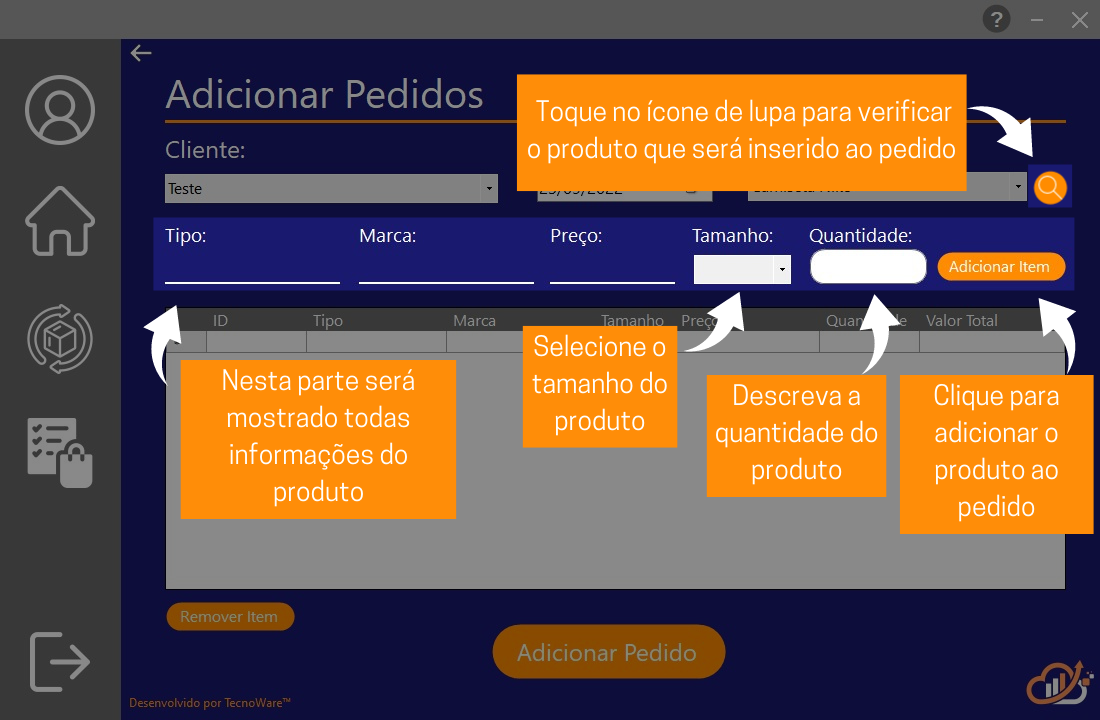 ?
Adicionar Pedidos
Toque no ícone de lupa para verificar
o produto que será inserido ao pedido
Cliente:
Teste
Tipo:
Marca:
Preço:
Tamanho:
Quantidade:
Adicionar Item
ID
Tipo
Marca
Tamanho
Valor Total
Nesta parte será
mostrado todas
informações do
produto
Selecione o
tamanho do
produto
Descreva a
quantidade do
produto
Clique para
adicionar o
produto ao
pedido
Remover Item
Adicionar Pedido
Desenvolvido por TecnoWare™